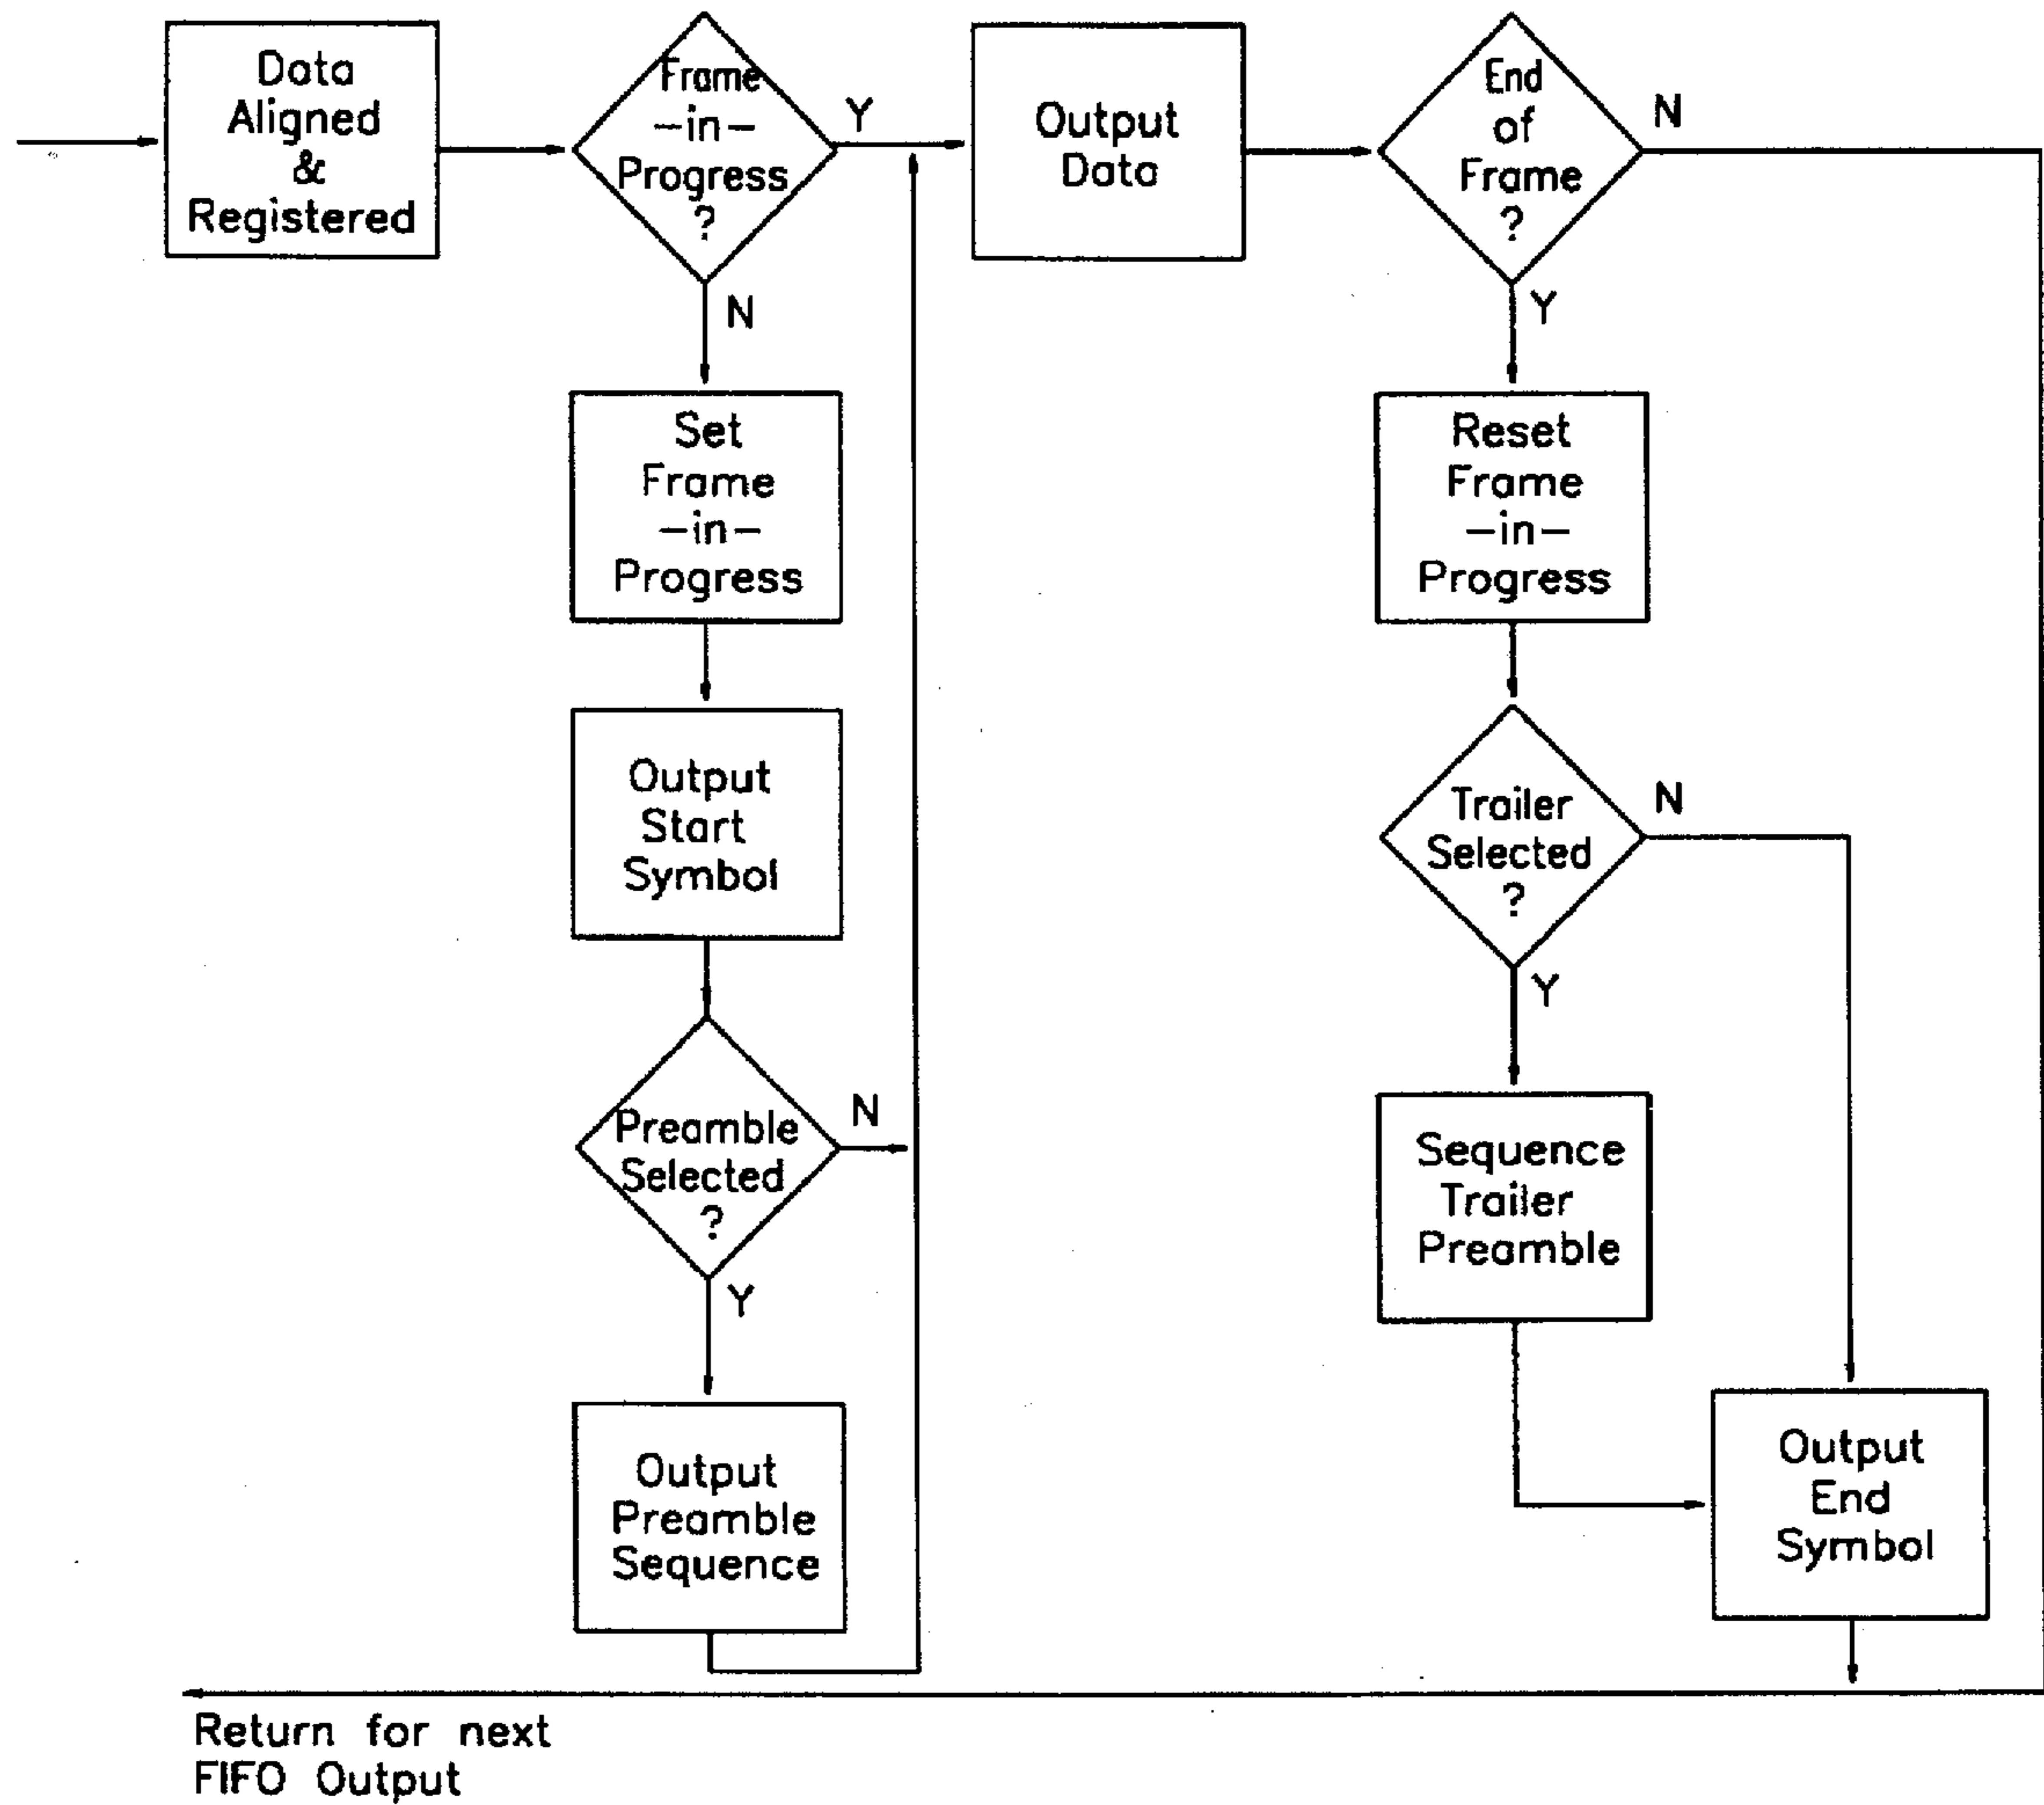 Data
Aligned
&
Registered
Frame
-in-
Progress
?
Y
N
Output
Data
End
of
Frame
?
N
Y
Set
Frame
-in-
Progress
Output
Start
Symbol
Preamble
Selected
?
N
Y
Output
Preamble
Sequence
Reset
Frame
-in-
Progress
Trailer
Selected
?
N
Y
Sequence
Trailer
Preamble
Output
End
Symbol
Return for next
FIFO Output